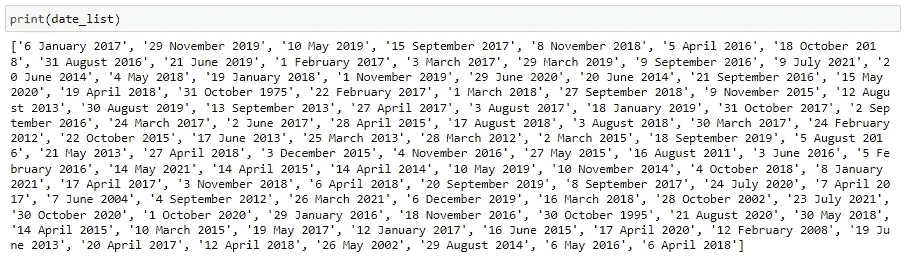 print(date_list)
['6 January 2017', '29 November 2019', '10 May 2019', '15 September 2017', '8 November 2018', '5 April 2016', '18 October 201
8', '31 August 2016', '21 June 2019', '1 February 2017', '3 March 2017', '29 March 2019', '9 September 2016', '9 July 2021', '2
0 June 2014', '4 May 2018', '19 January 2018', '1 November 2019', '29 June 2020', '20 June 2014', '21 September 2016', '15 May
2020', '19 April 2018', '31 October 1975', '22 February 2017', '1 March 2018', '27 September 2018', '9 November 2015', '12 Augu
st 2013', '30 August 2019', '13 September 2013', '27 April 2017', '3 August 2017', '18 January 2019', '31 October 2017', '2 Sep
tember 2016', '24 March 2017', '2 June 2017', '28 April 2015', '17 August 2018', '3 August 2018', '30 March 2017', '24 February
2012', '22 October 2015', '17 June 2013', '25 March 2013', '28 March 2012', '2 March 2015', '18 September 2019', '5 August 201
6', '21 May 2013', '27 April 2018', '3 December 2015', '4 November 2016', '27 May 2015', '16 August 2011', '3 June 2016', '5 Fe
bruary 2016', '14 May 2021', '14 April 2015', '14 April 2014', '10 May 2019', '10 November 2014', '4 October 2018', '8 January
2021', '17 April 2017', '3 November 2018', '6 April 2018', '20 September 2019', '8 September 2017', '24 July 2020', '7 April 20
17', '7 June 2004', '4 September 2012', '26 March 2021', '6 December 2019', '16 March 2018', '28 October 2002', '23 July 2021',
'30 October 2020', '1 October 2020', '29 January 2016', '18 November 2016', '30 October 1995', '21 August 2020', '30 May 2018',
'14 April 2015', '10 March 2015', '19 May 2017', '12 January 2017', '16 June 2015', '17 April 2020', '12 February 2008', '19 Ju
ne 2013', '20 April 2017', '12 April 2018', '26 May 2002', '29 August 2014', '6 May 2016', '6 April 2018']